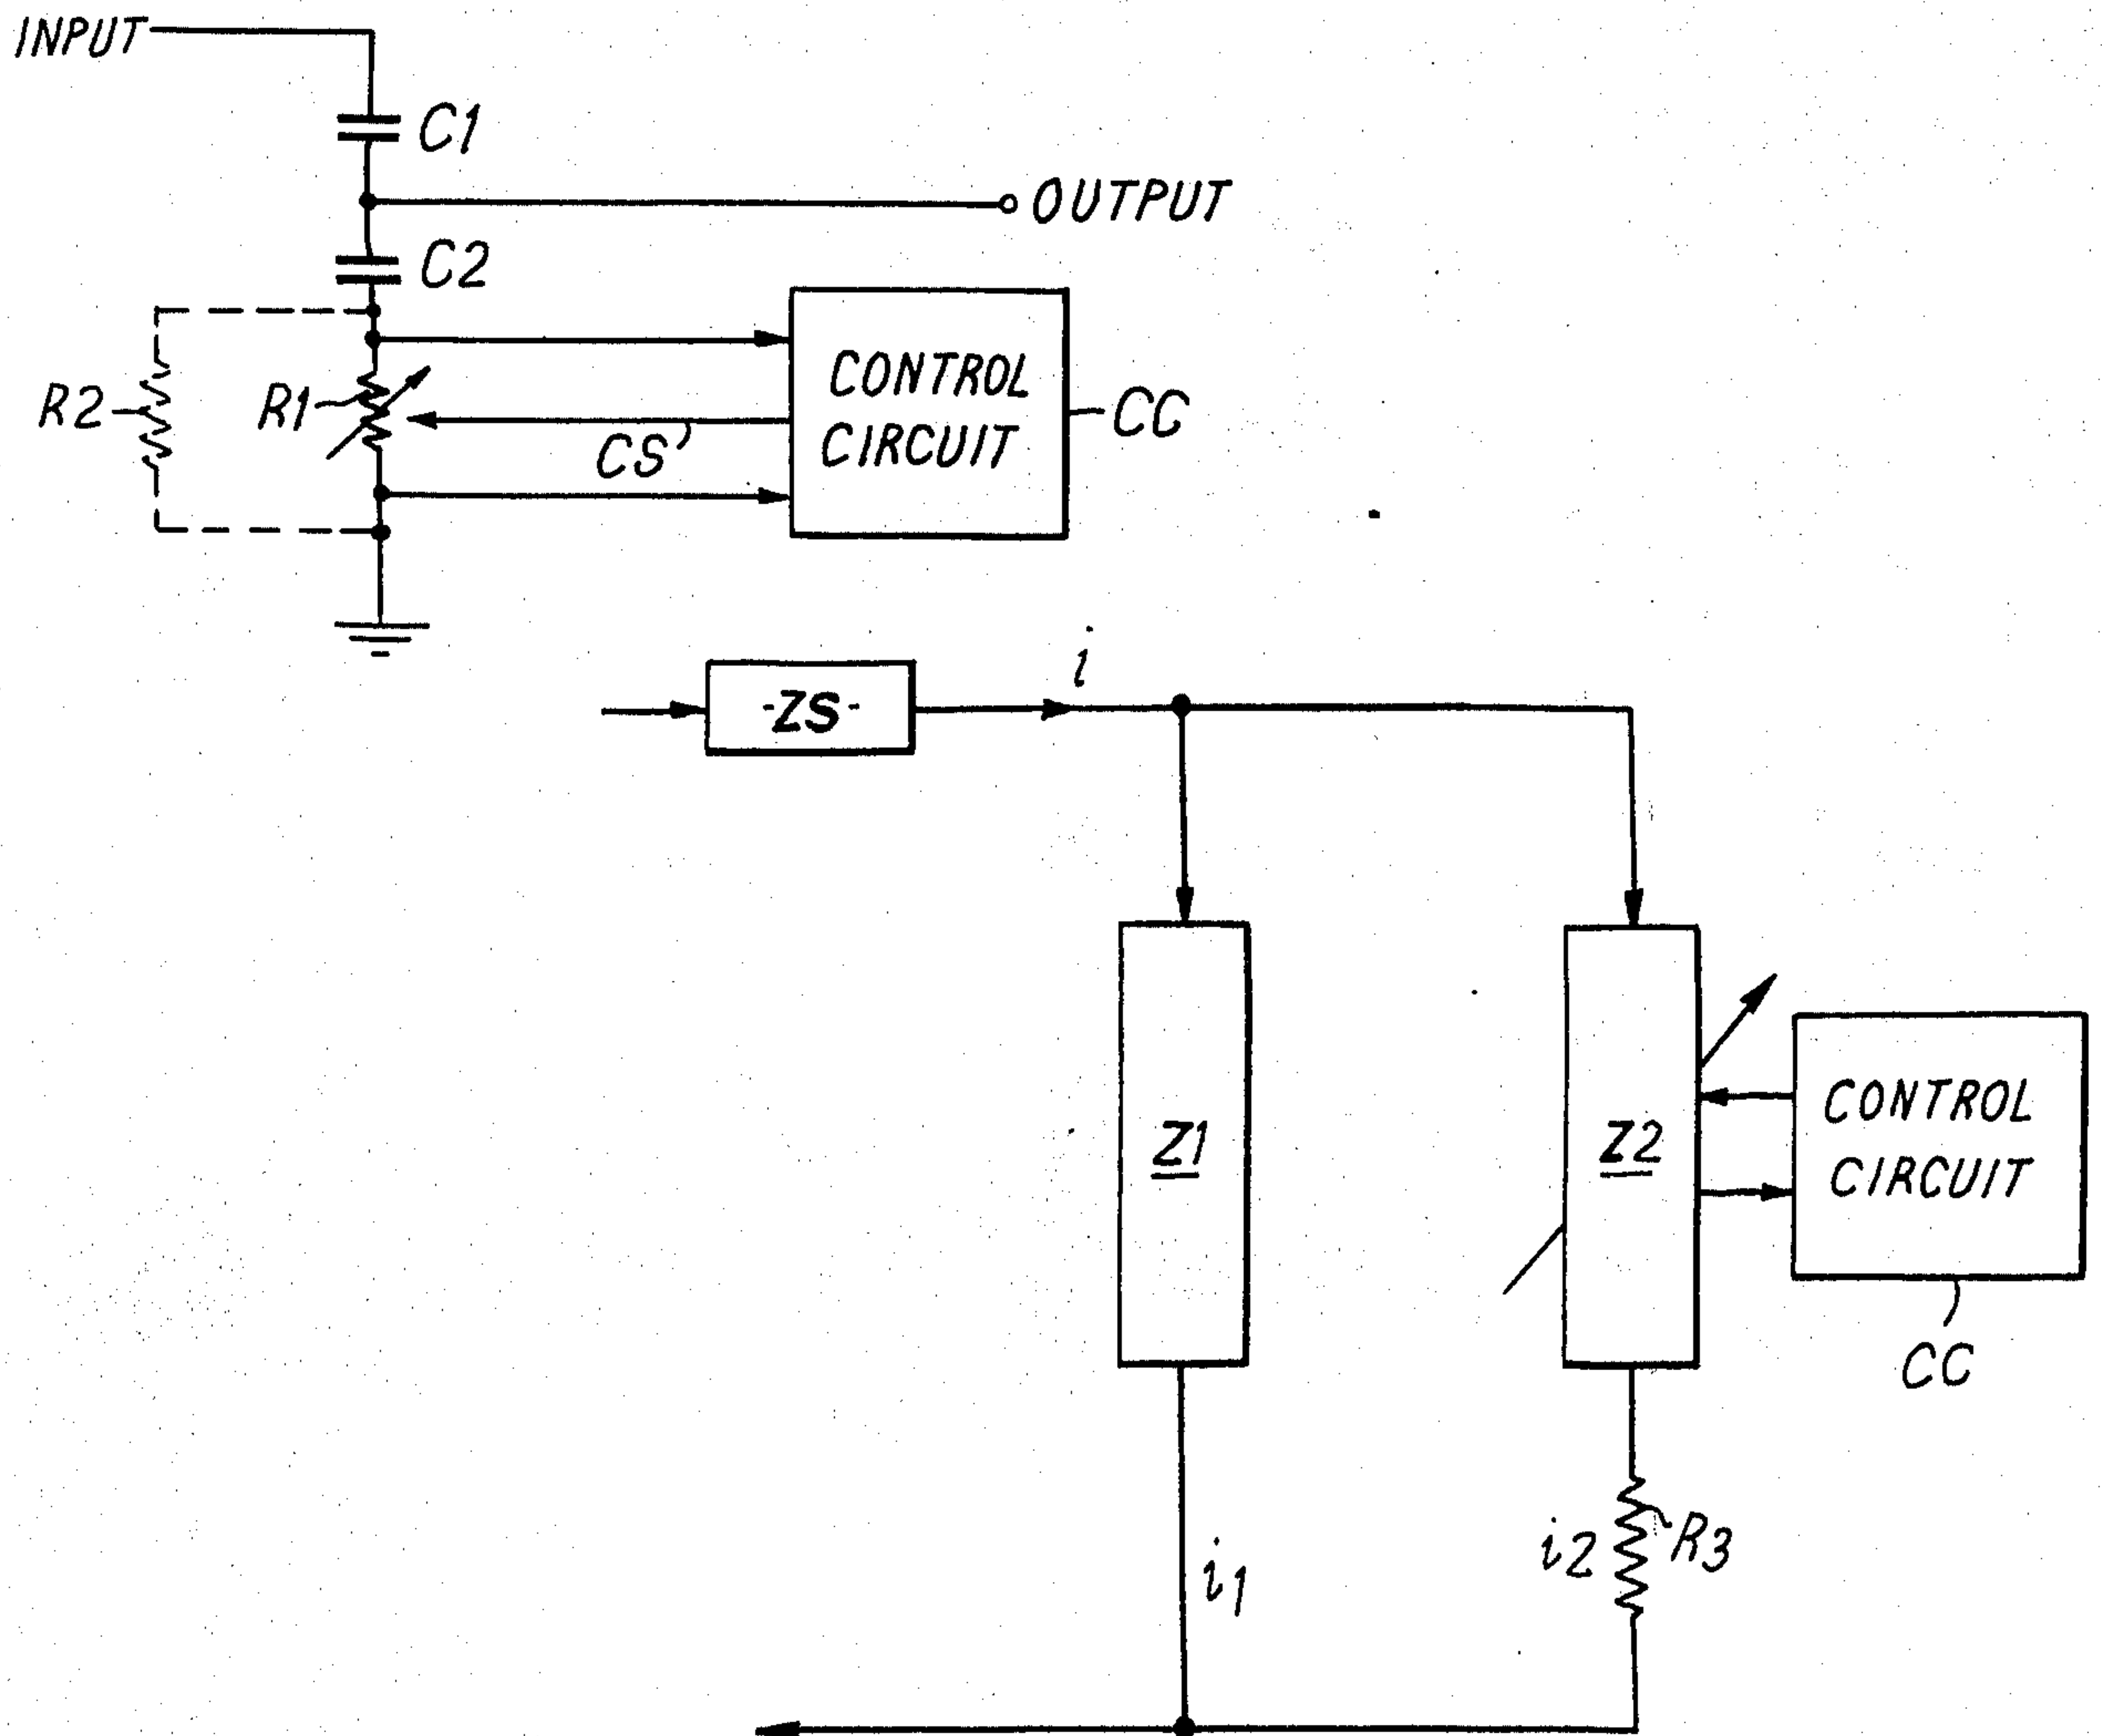 INPUT
C1
OUTPUT
C2
CONTROL
CIRCUIT
CC
R2
R1
CS
i
ZS
Z1
Z2
CONTROL
CIRCUIT
CC
i1
i2
R3